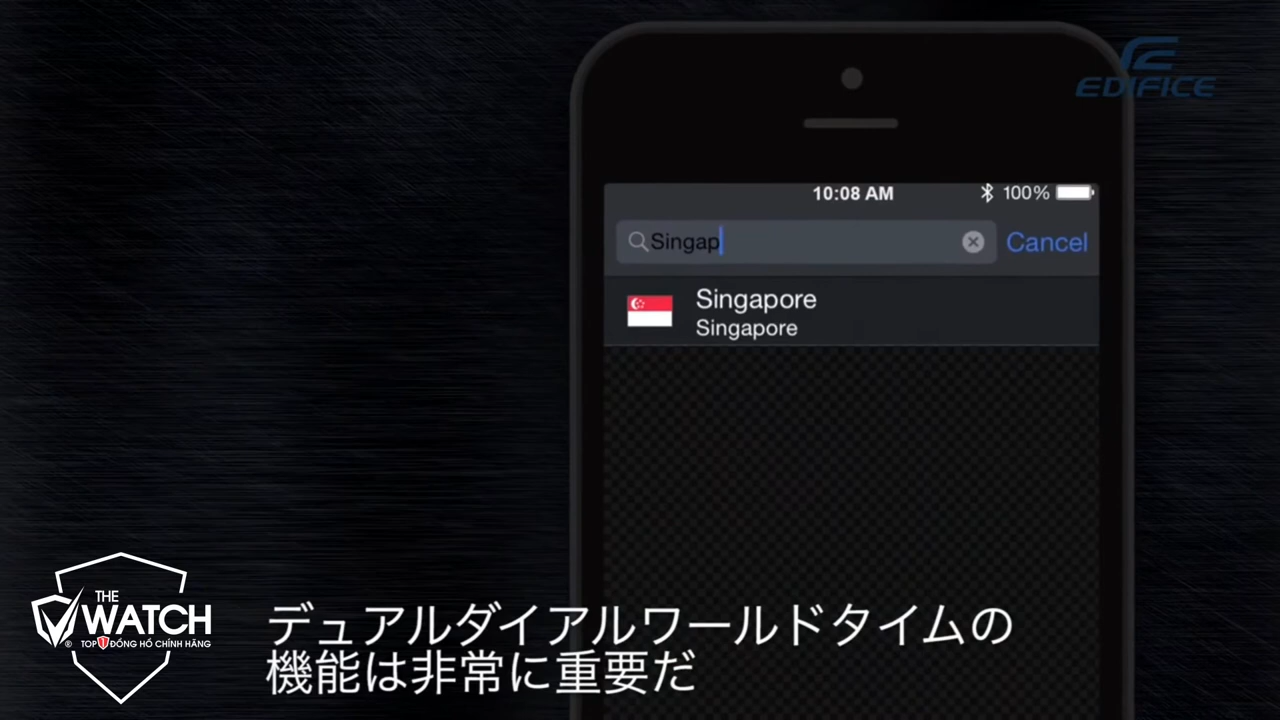 EDIFICE
10:08 AM
100%
Singap
Cancel
Singapore
Singapore
THE
WATCH
® TOP 1 ĐỒNG HỒ CHÍNH HÃNG
デュアルダイアルワールドタイムの
機能は非常に重要だ